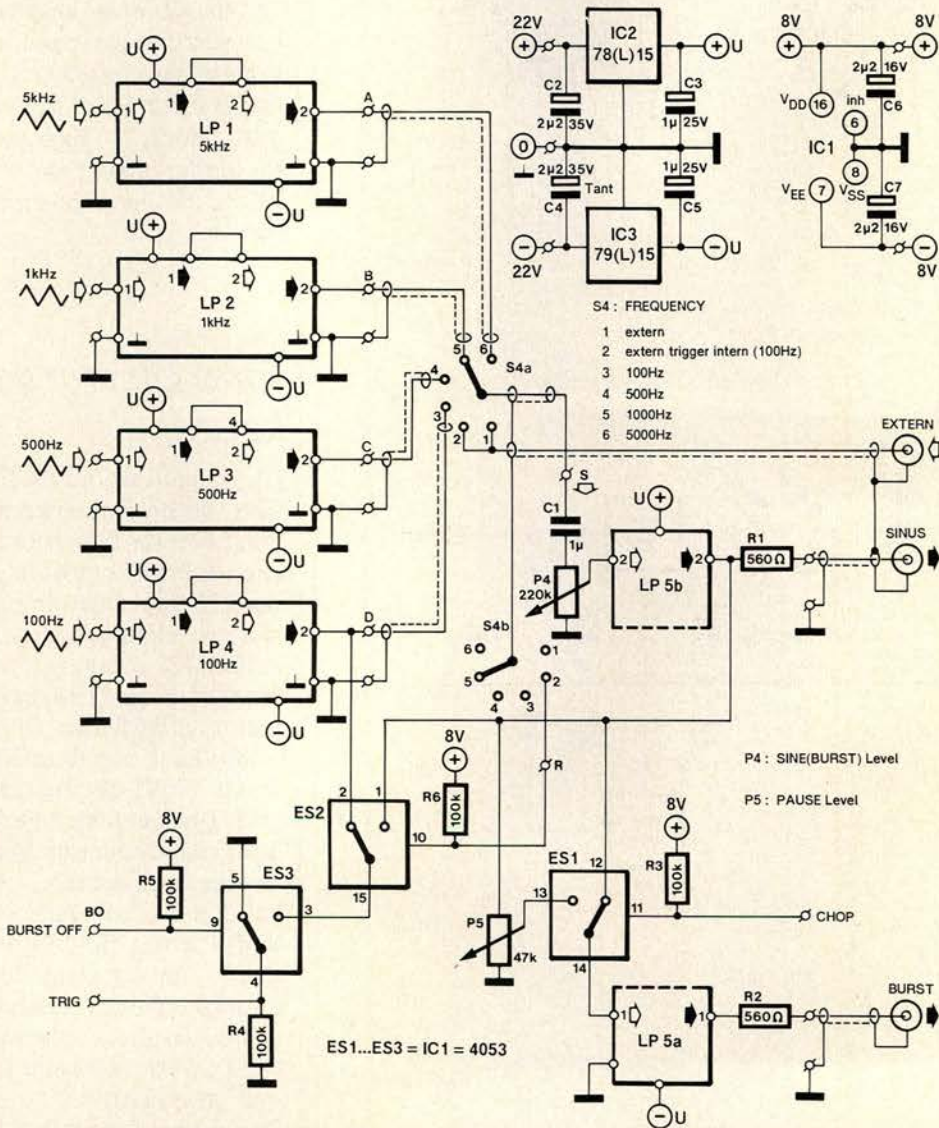 U
5kHz
1
1
2
2
LP 1
5kHz
A
U
U
1kHz
1
1
2
2
LP 2
1kHz
B
U
U
500Hz
1
1
4
2
LP 3
500Hz
C
U
U
100Hz
1
1
2
2
LP 4
100Hz
D
U
22V
IC2
78(L)15
U
C2
2µ2 35V
C3
1µ 25V
0
2µ2 35V
Tant
C4
1µ 25V
C5
IC3
79(L)15
22V
U
8V
8V
2µ2 16V
C6
VDD 16
inh
6
IC1
8
VEE 7
VSS
C7
2µ2 16V
8V
S4 : FREQUENCY
1 extern
2 extern trigger intern (100Hz)
3 100Hz
4 500Hz
5 1000Hz
6 5000Hz
5
6
S4a
4
3
2
1
S
C1
1µ
P4
220k
U
2
2
LP 5b
R1
560Ω
EXTERN
SINUS
S4b
6
1
5
2
4
3
R
P4 : SINE(BURST) Level
P5 : PAUSE Level
8V
R6
100k
ES2
2
1
10
15
8V
R5
100k
BO
BURST OFF
5
ES3
3
9
4
TRIG
R4
100k
P5
47k
ES1
12
13
11
14
8V
R3
100k
CHOP
1
1
LP 5a
R2
560Ω
BURST
U
ES1...ES3 = IC1 = 4053